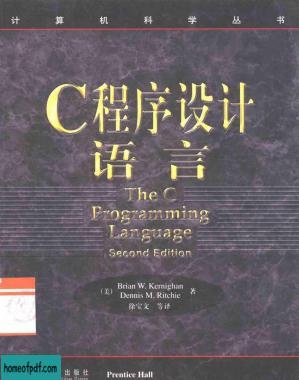 计算机科学丛书
C程序设计
语言
The C
Programming
Language
Second Edition
(美) Brian W. Kernighan 著
Dennis M. Ritchie
徐宝文 等译
出版社
Prentice Hall
homeofpdf.com